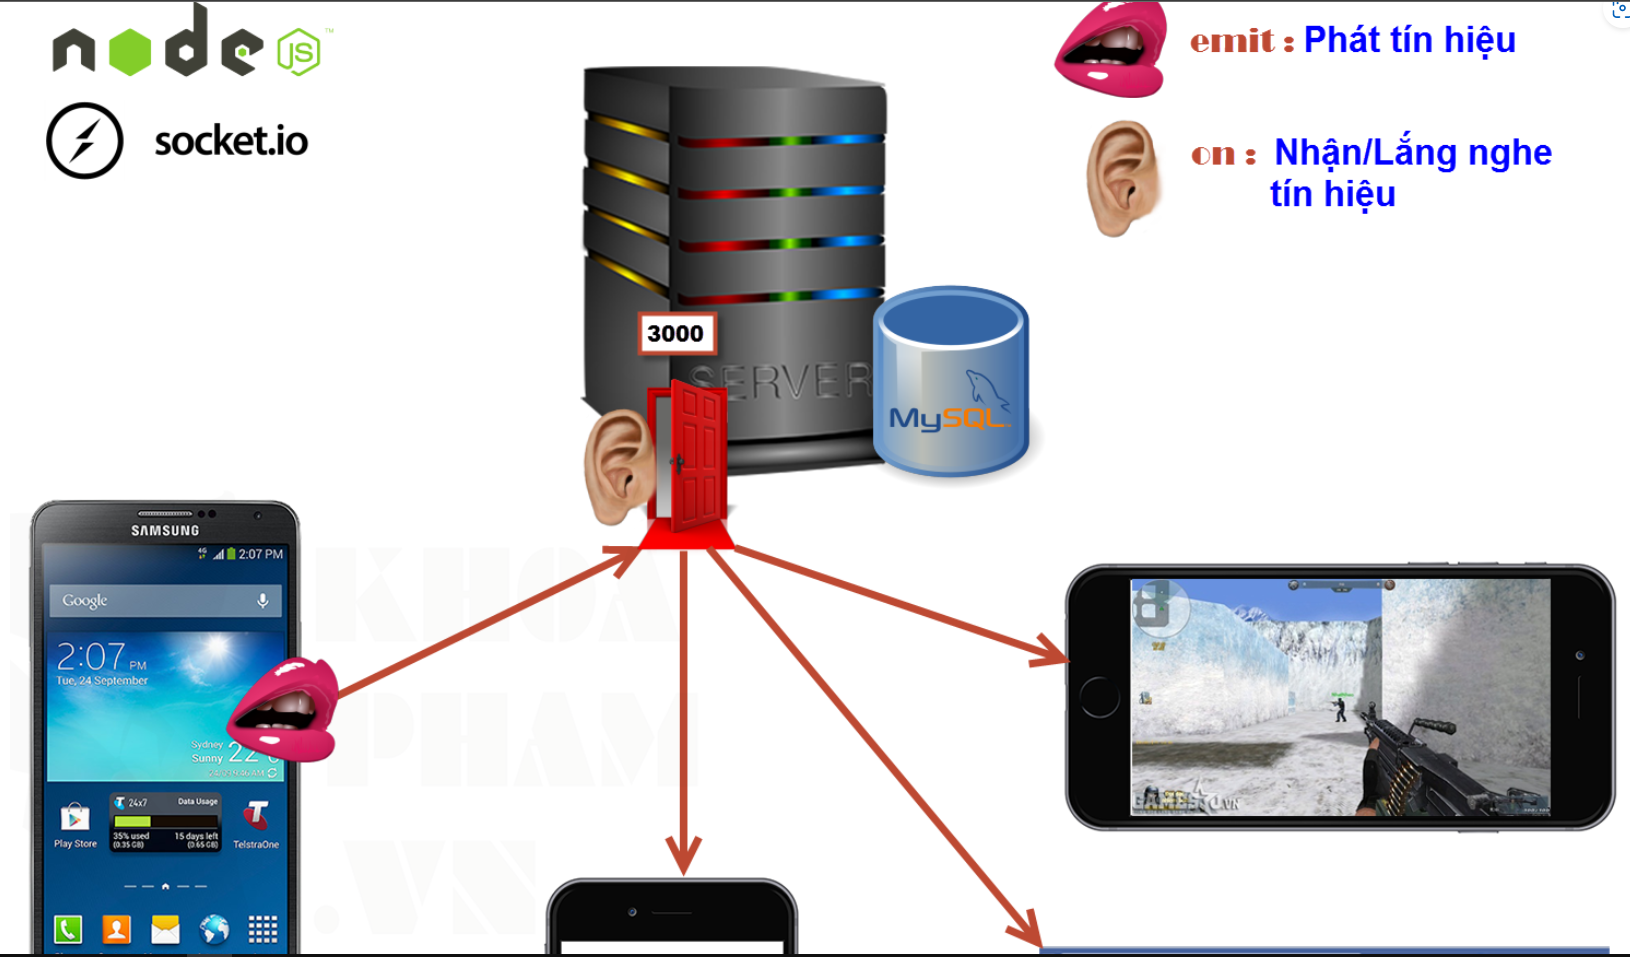 node JS
socket.io
emit : Phát tín hiệu
on : Nhận/Lắng nghe
tín hiệu
3000
SERVER
MySQL
SAMSUNG
4G 2:07 PM
Google
2:07 PM
Tue, 24 September
Sydney
Sunny 22°
24x7 Data Usage
35% used 15 days left
(0.35 GB) (0.65 GB)
Play Store
TelstraOne
KHOA
PHAM
.VN